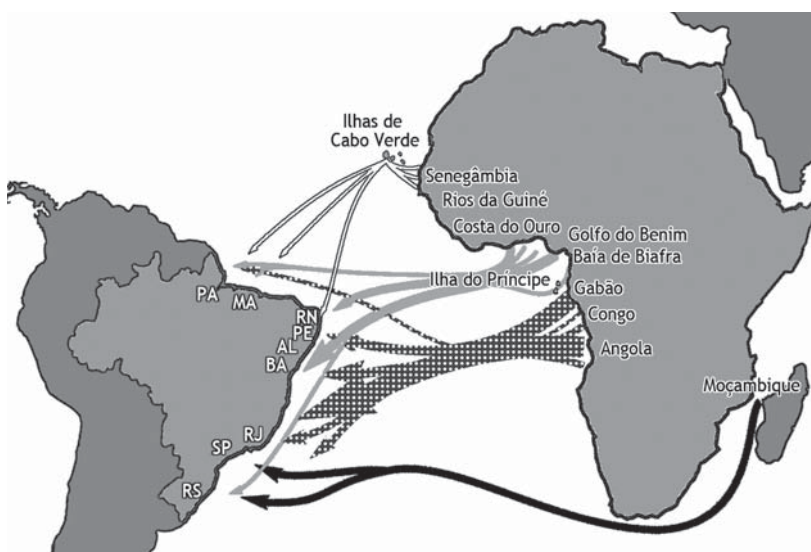 Ilhas de
Cabo Verde
Senegâmbia
Rios da Guiné
Costa do Ouro
Golfo do Benim
Baía de Biafra
Ilha do Príncipe
Gabão
Congo
Angola
Moçambique
PA
MA
RN
PE
AL
BA
RJ
SP
RS